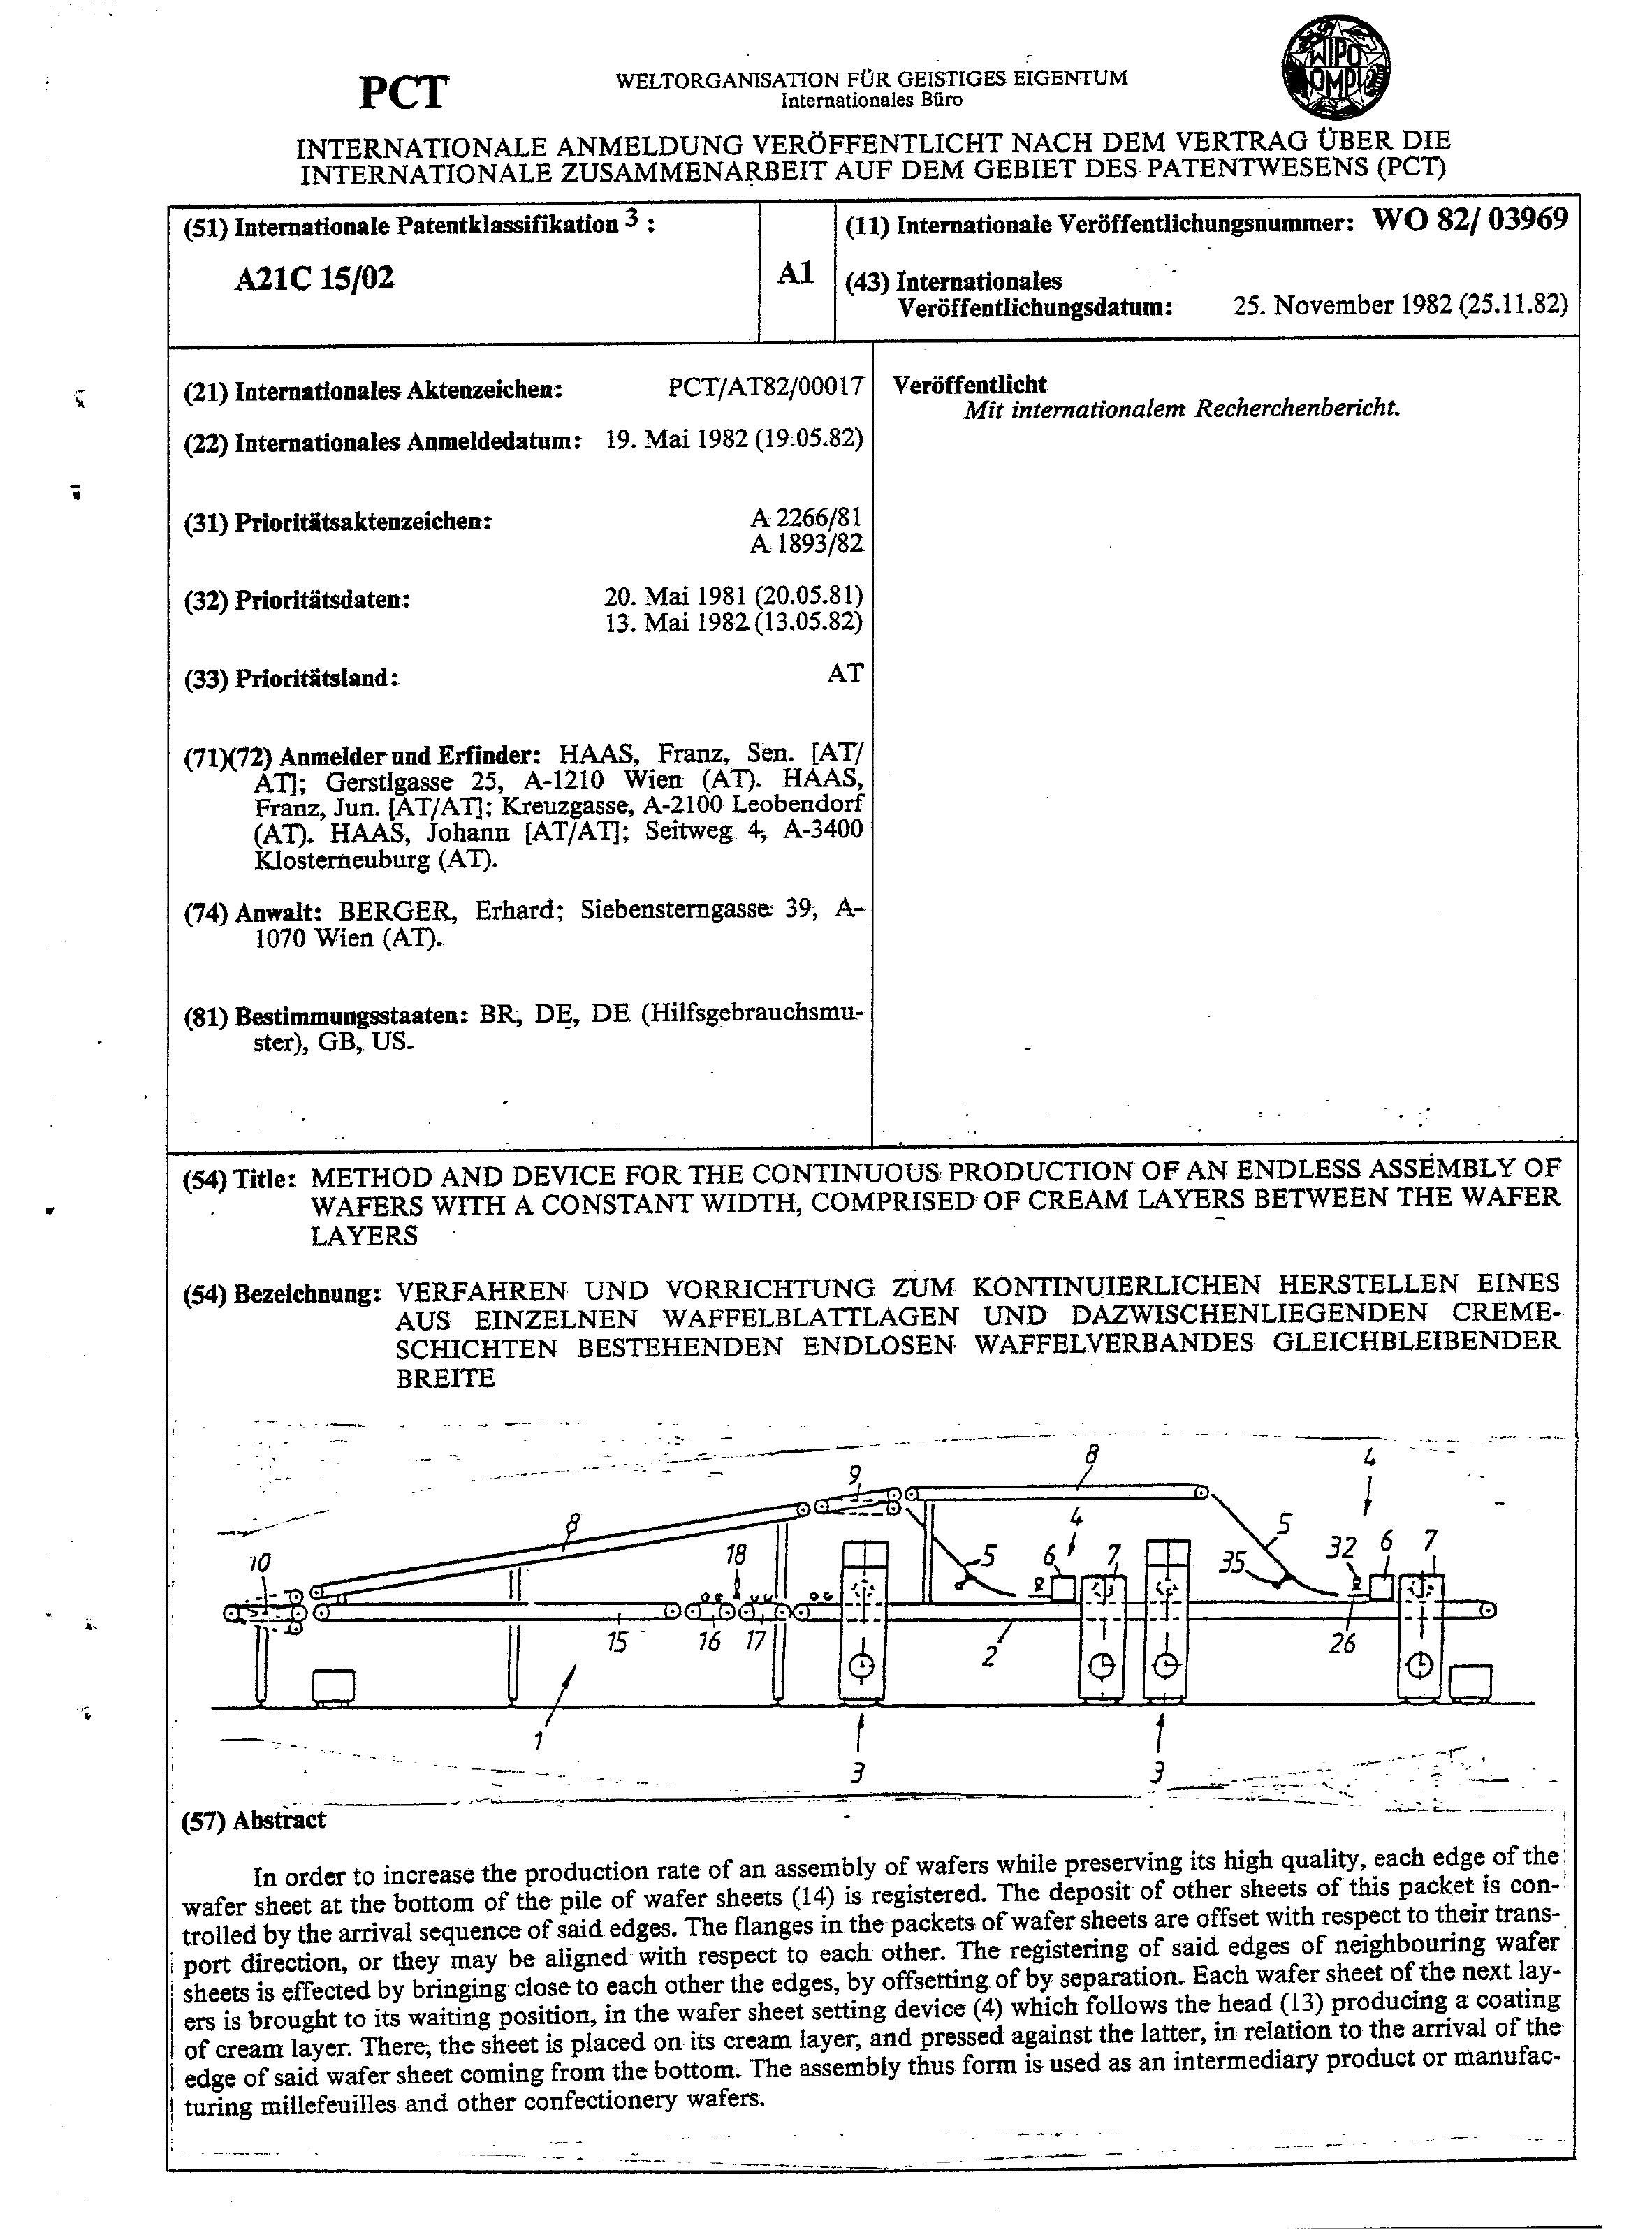 PCT
WELTORGANISATION FÜR GEISTIGES EIGENTUM
Internationales Büro
WIPO
OMPI
INTERNATIONALE ANMELDUNG VERÖFFENTLICHT NACH DEM VERTRAG ÜBER DIE
INTERNATIONALE ZUSAMMENARBEIT AUF DEM GEBIET DES PATENTWESENS (PCT)
(51) Internationale Patentklassifikation 3 :
A21C 15/02
A1
(11) Internationale Veröffentlichungsnummer: WO 82/ 03969
(43) Internationales
Veröffentlichungsdatum: 25. November 1982 (25.11.82)
(21) Internationales Aktenzeichen: PCT/AT82/00017
(22) Internationales Anmeldedatum: 19. Mai 1982 (19.05.82)
(31) Prioritätsaktenzeichen: A 2266/81
A 1893/82
(32) Prioritätsdaten: 20. Mai 1981 (20.05.81)
13. Mai 1982 (13.05.82)
(33) Prioritätsland: AT
(71)(72) Anmelder und Erfinder: HAAS, Franz, Sen. [AT/
AT]; Gerstlgasse 25, A-1210 Wien (AT). HAAS,
Franz, Jun. [AT/AT]; Kreuzgasse, A-2100 Leobendorf
(AT). HAAS, Johann [AT/AT]; Seitweg 4, A-3400
Klosterneuburg (AT).
(74) Anwalt: BERGER, Erhard; Siebensterngasse 39, A-
1070 Wien (AT).
(81) Bestimmungsstaaten: BR, DE, DE (Hilfsgebrauchsmu-
ster), GB, US.
Veröffentlicht
Mit internationalem Recherchenbericht.
(54) Title: METHOD AND DEVICE FOR THE CONTINUOUS PRODUCTION OF AN ENDLESS ASSEMBLY OF
WAFERS WITH A CONSTANT WIDTH, COMPRISED OF CREAM LAYERS BETWEEN THE WAFER
LAYERS
(54) Bezeichnung: VERFAHREN UND VORRICHTUNG ZUM KONTINUIERLICHEN HERSTELLEN EINES
AUS EINZELNEN WAFFELBLATTLAGEN UND DAZWISCHENLIEGENDEN CREME-
SCHICHTEN BESTEHENDEN ENDLOSEN WAFFELVERBANDES GLEICHBLEIBENDER
BREITE
8 4
9
8 4 5 32 6 7
10 18 5 6 7 35
15 16 17 2 26
1
3 3
(57) Abstract
In order to increase the production rate of an assembly of wafers while preserving its high quality, each edge of the
wafer sheet at the bottom of the pile of wafer sheets (14) is registered. The deposit of other sheets of this packet is con-
trolled by the arrival sequence of said edges. The flanges in the packets of wafer sheets are offset with respect to their trans-
port direction, or they may be aligned with respect to each other. The registering of said edges of neighbouring wafer
sheets is effected by bringing close to each other the edges, by offsetting of by separation. Each wafer sheet of the next lay-
ers is brought to its waiting position, in the wafer sheet setting device (4) which follows the head (13) producing a coating
of cream layer. There, the sheet is placed on its cream layer, and pressed against the latter, in relation to the arrival of the
edge of said wafer sheet coming from the bottom. The assembly thus form is used as an intermediary product or manufac-
turing millefeuilles and other confectionery wafers.